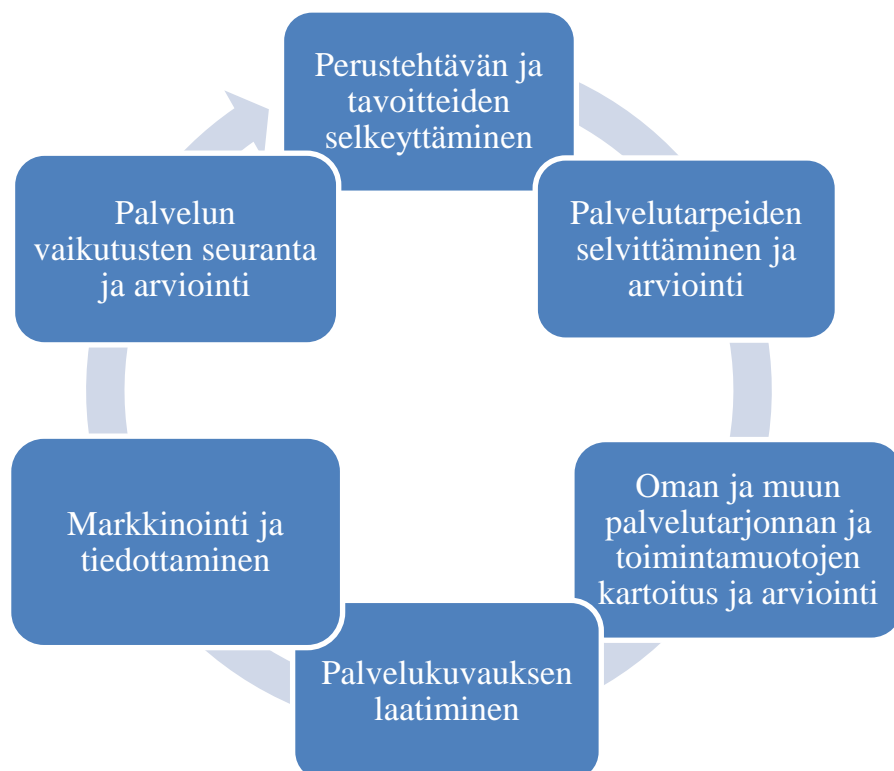 Perustehtävän ja
tavoitteiden
selkeyttäminen
Palvelutarpeiden
selvittäminen ja
arviointi
Oman ja muun
palvelutarjonnan ja
toimintamuotojen
kartoitus ja arviointi
Palvelukuvauksen
laatiminen
Markkinointi ja
tiedottaminen
Palvelun
vaikutusten seuranta
ja arviointi